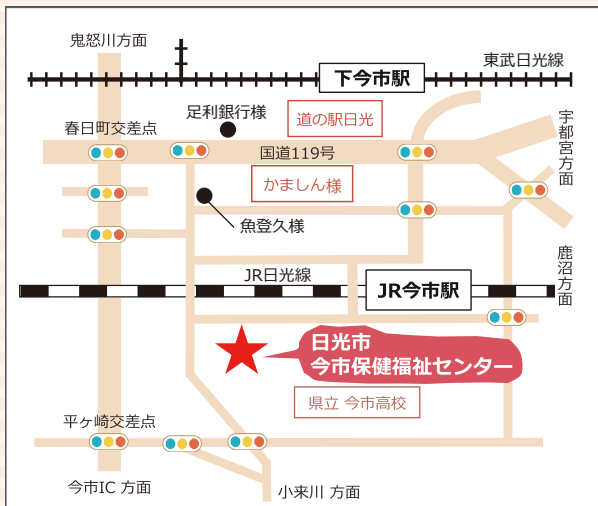 鬼怒川方面
東武日光線
下今市駅
足利銀行様
道の駅日光
宇都宮方面
春日町交差点
国道119号
かましん様
魚登久様
鹿沼方面
JR日光線
JR今市駅
日光市
今市保健福祉センター
県立 今市高校
平ヶ崎交差点
今市IC 方面
小来川 方面